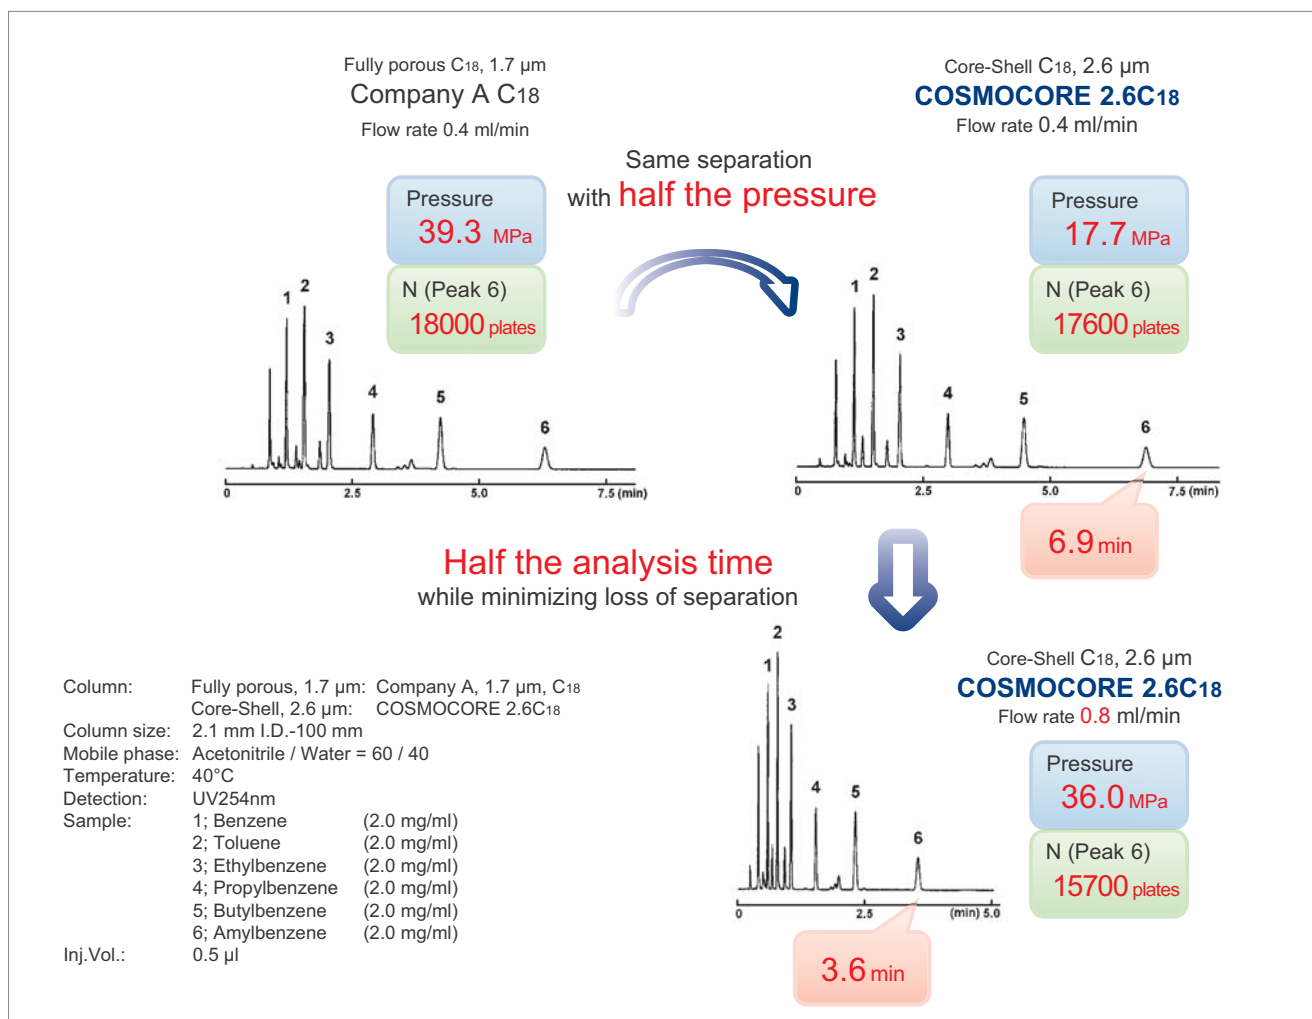 Fully porous C18, 1.7 µm
Company A C18
Flow rate 0.4 ml/min
Pressure
39.3 MPa
N (Peak 6)
18000 plates
1
2
3
4
5
6
0
2.5
5.0
7.5 (min)
Same separation
with half the pressure
Core-Shell C18, 2.6 µm
COSMOCORE 2.6C18
Flow rate 0.4 ml/min
Pressure
17.7 MPa
N (Peak 6)
17600 plates
1
2
3
4
5
6
0
2.5
5.0
7.5 (min)
6.9 min
Half the analysis time
while minimizing loss of separation
Core-Shell C18, 2.6 µm
COSMOCORE 2.6C18
Flow rate 0.8 ml/min
Pressure
36.0 MPa
N (Peak 6)
15700 plates
1
2
3
4
5
6
0
2.5
(min) 5.0
3.6 min
Column: Fully porous, 1.7 µm: Company A, 1.7 µm, C18
Core-Shell, 2.6 µm: COSMOCORE 2.6C18
Column size: 2.1 mm I.D.-100 mm
Mobile phase: Acetonitrile / Water = 60 / 40
Temperature: 40°C
Detection: UV254nm
Sample: 1; Benzene (2.0 mg/ml)
2; Toluene (2.0 mg/ml)
3; Ethylbenzene (2.0 mg/ml)
4; Propylbenzene (2.0 mg/ml)
5; Butylbenzene (2.0 mg/ml)
6; Amylbenzene (2.0 mg/ml)
Inj.Vol.: 0.5 µl